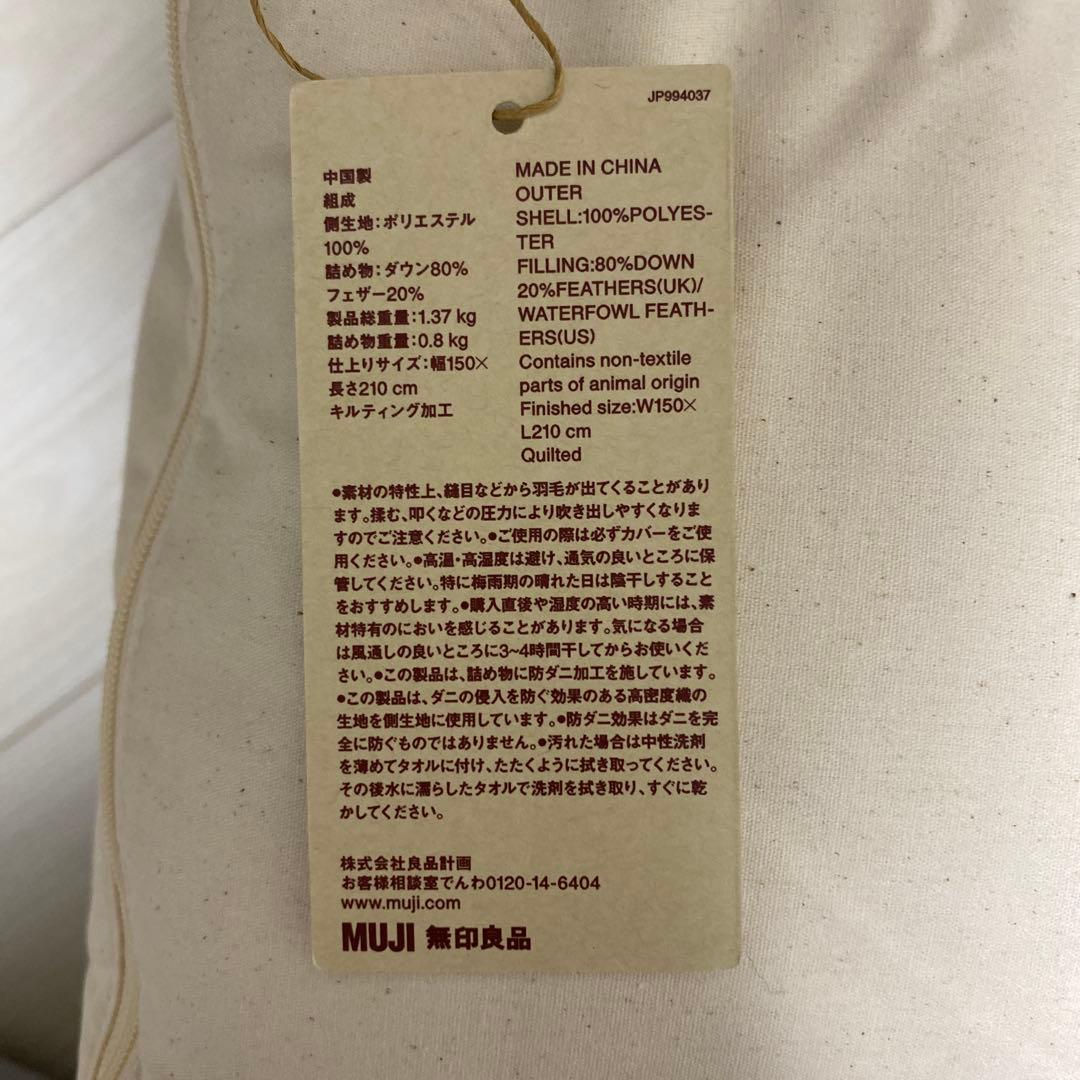 JP994037
中国製
組成
側生地:ポリエステル
100%
詰め物:ダウン80%
フェザー20%
製品総重量:1.37 kg
詰め物重量:0.8 kg
仕上りサイズ:幅150×
長さ210 cm
キルティング加工
MADE IN CHINA
OUTER
SHELL:100%POLYES-
TER
FILLING:80%DOWN
20%FEATHERS(UK)/
WATERFOWL FEATH-
ERS(US)
Contains non-textile
parts of animal origin
Finished size:W150×
L210 cm
Quilted
●素材の特性上、縫目などから羽毛が出てくることがあり
ます。揉む、叩くなどの圧力により吹き出しやすくなりま
すのでご注意ください。●ご使用の際は必ずカバーをご使
用ください。●高温・高湿度は避け、通気の良いところに保
管してください。特に梅雨期の晴れた日は陰干しすること
をおすすめします。●購入直後や湿度の高い時期には、素
材特有のにおいを感じることがあります。気になる場合
は風通しの良いところに3~4時間干してからお使いくだ
さい。●この製品は、詰め物に防ダニ加工を施しています。
●この製品は、ダニの侵入を防ぐ効果のある高密度織の
生地を側生地に使用しています。●防ダニ効果はダニを完
全に防ぐものではありません。●汚れた場合は中性洗剤
を薄めてタオルに付け、たたくように拭き取ってください。
その後水に濡らしたタオルで洗剤を拭き取り、すぐに乾
かしてください。
株式会社良品計画
お客様相談室でんわ0120-14-6404
www.muji.com
MUJI 無印良品